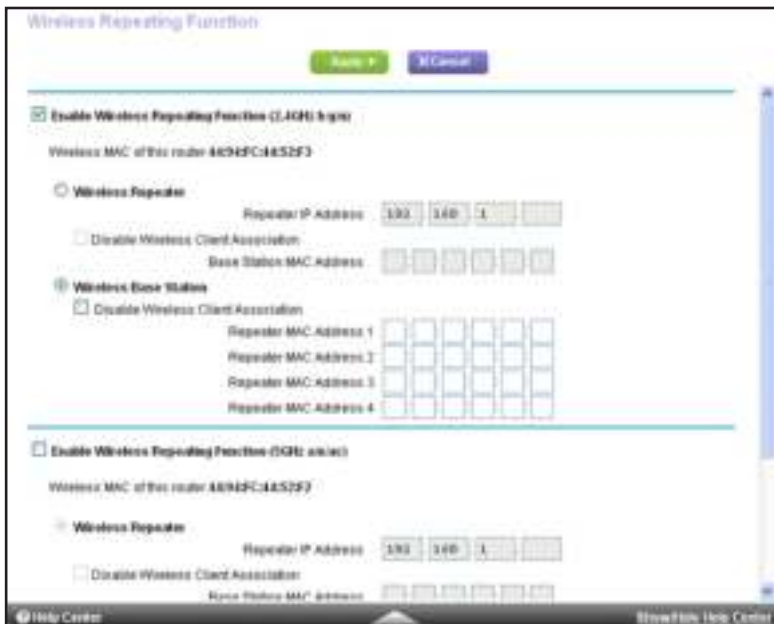 Wireless Repeating Function
Apply
X Cancel
Enable Wireless Repeating Function (2.4GHz b/g/n)
Wireless MAC of this router
Wireless Repeater
Repeater IP Address 192 . 168 . 1 .
Disable Wireless Client Association
Base Station MAC Address
Wireless Base Station
Disable Wireless Client Association
Repeater MAC Address 1
Repeater MAC Address 2
Repeater MAC Address 3
Repeater MAC Address 4
Enable Wireless Repeating Function (5GHz a/n/ac)
Wireless MAC of this router
Wireless Repeater
Repeater IP Address 192 . 168 . 1 .
Disable Wireless Client Association
Base Station MAC Address
Help Center
Show/Hide Help Center